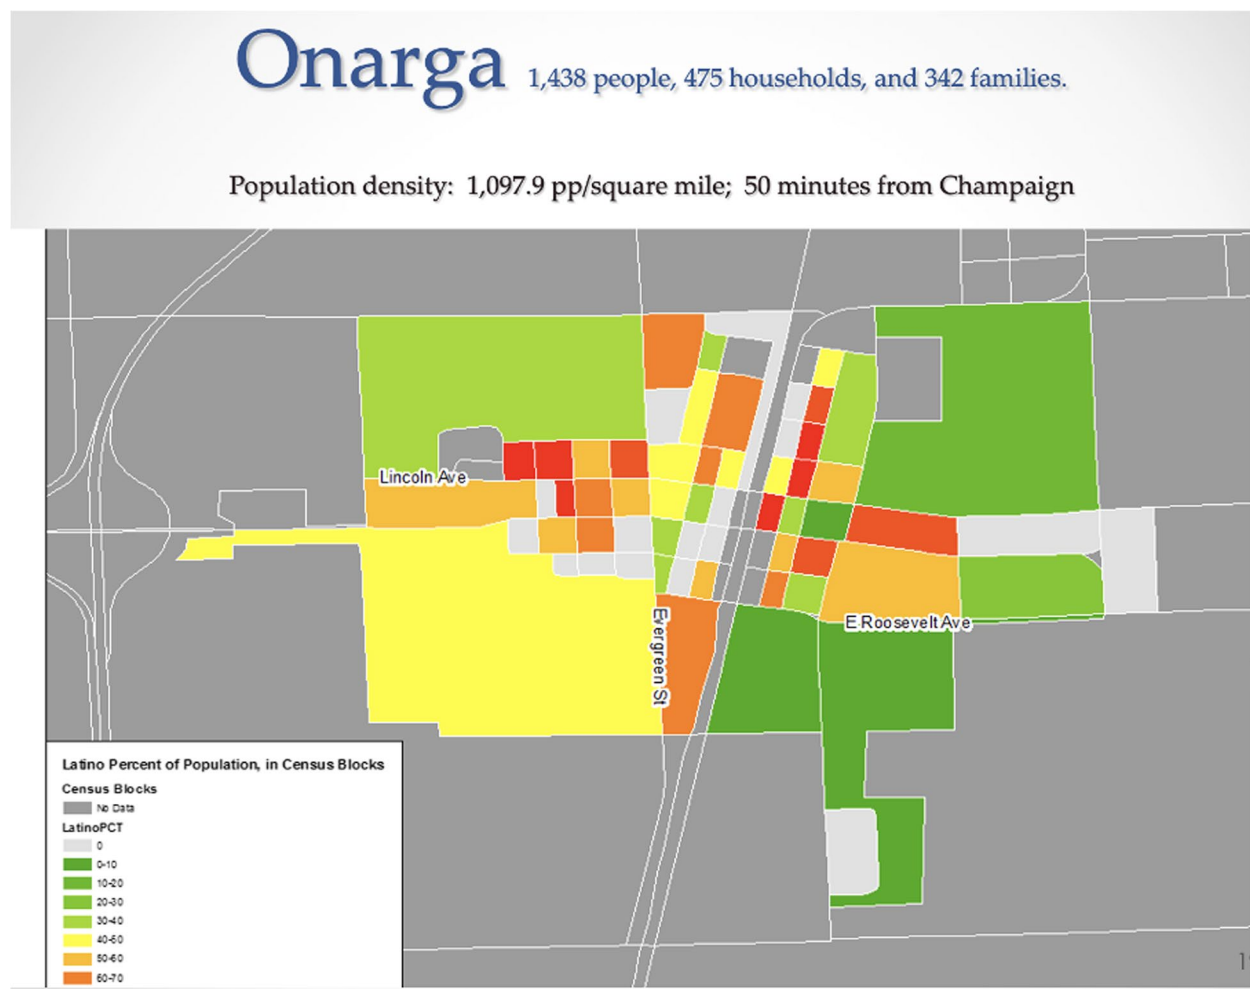 Onarga 1,438 people, 475 households, and 342 families.
Population density: 1,097.9 pp/square mile; 50 minutes from Champaign
Lincoln Ave
Evergreen St
E Roosevelt Ave
Latino Percent of Population, in Census Blocks
Census Blocks
No Data
LatinoPCT
0
0-10
10-20
20-30
30-40
40-50
50-60
60-70